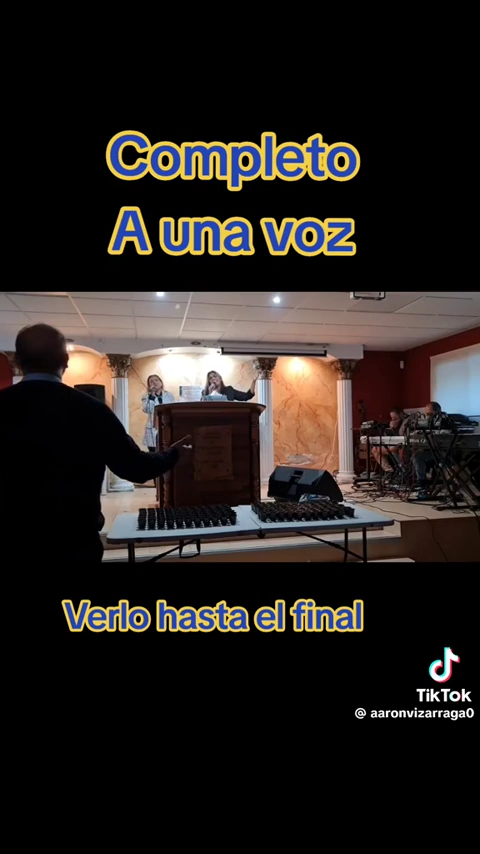 Completo
A una voz
Verlo hasta el final
TikTok
@ aaronvizarraga0